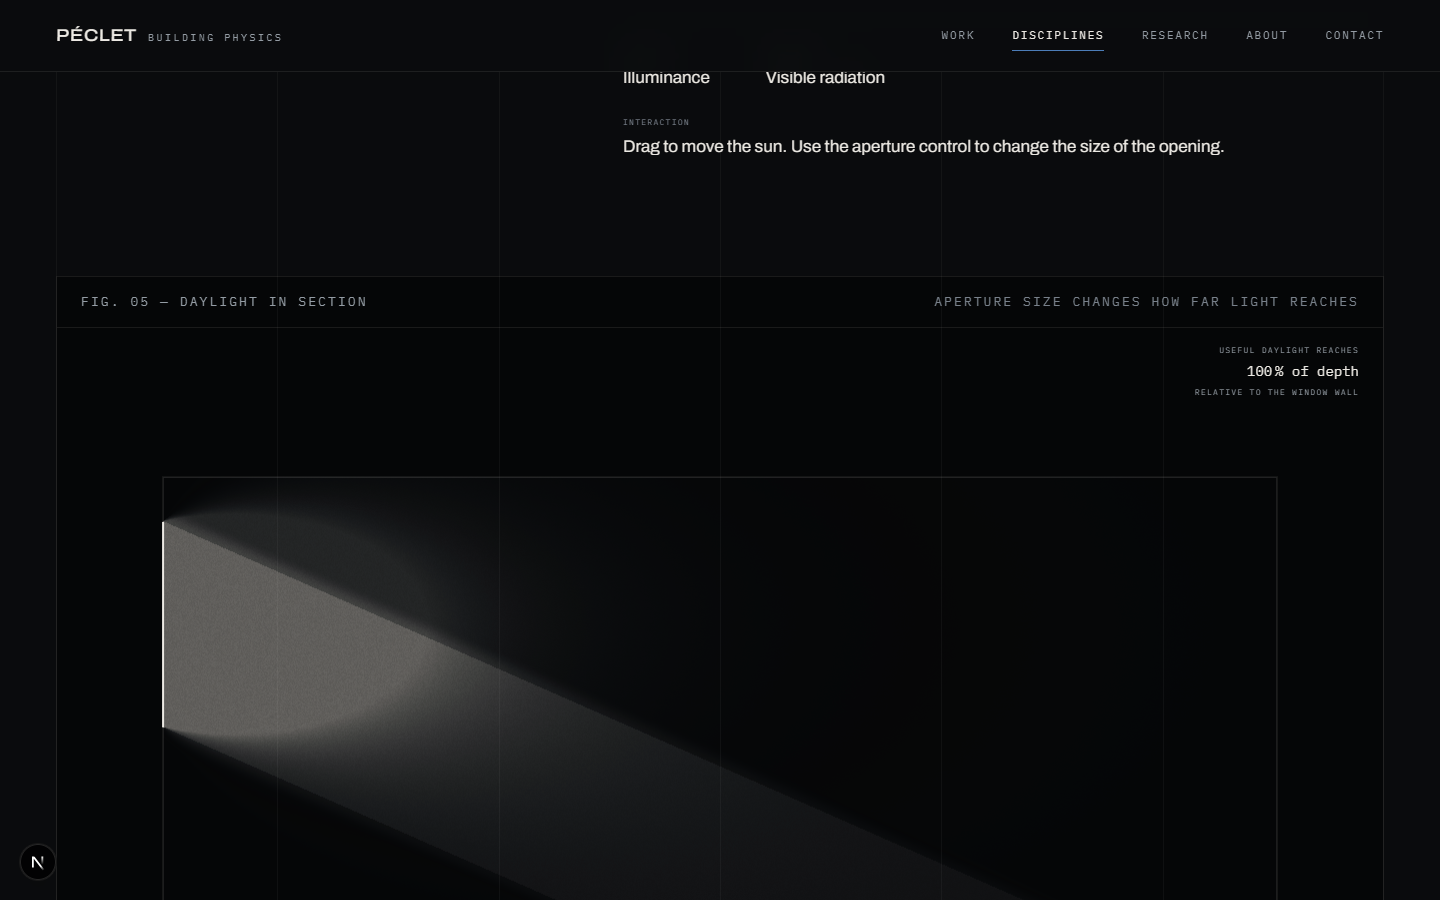 PÉCLET BUILDING PHYSICS
WORK DISCIPLINES RESEARCH ABOUT CONTACT
Illuminance Visible radiation
INTERACTION
Drag to move the sun. Use the aperture control to change the size of the opening.
FIG. 05 — DAYLIGHT IN SECTION
APERTURE SIZE CHANGES HOW FAR LIGHT REACHES
USEFUL DAYLIGHT REACHES
100 % of depth
RELATIVE TO THE WINDOW WALL
N